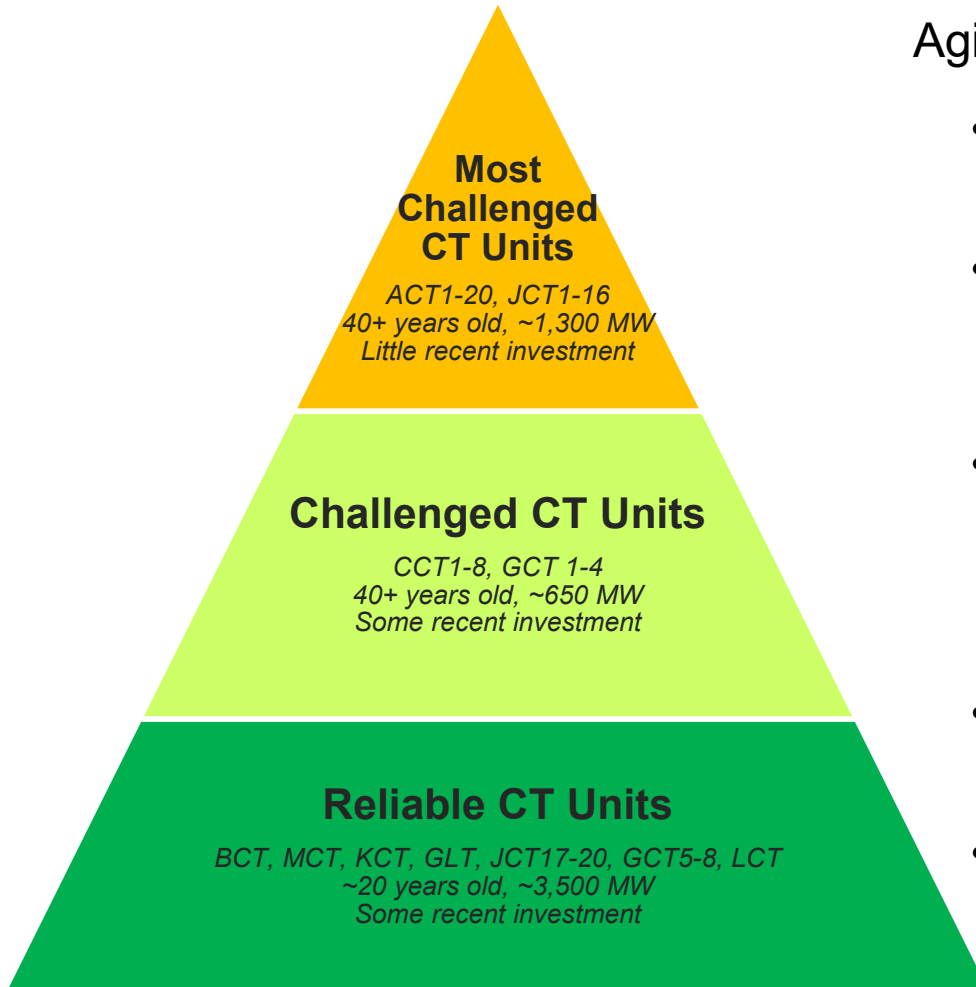 Agi
•
•
•
•
•
Most
Challenged
CT Units
ACT1-20, JCT1-16
40+ years old, ~1,300 MW
Little recent investment
Challenged CT Units
CCT1-8, GCT 1-4
40+ years old, ~650 MW
Some recent investment
Reliable CT Units
BCT, MCT, KCT, GLT, JCT17-20, GCT5-8, LCT
~20 years old, ~3,500 MW
Some recent investment